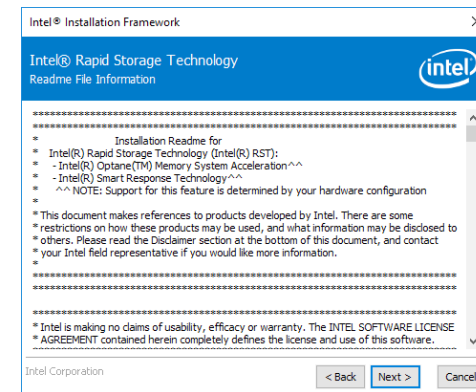 Intel® Installation Framework
Intel® Rapid Storage Technology
Readme File Information
intel
*******************************************************************************
*******************************************************************************
* Installation Readme for
* Intel(R) Rapid Storage Technology (Intel(R) RST):
* - Intel(R) Optane(TM) Memory System Acceleration^^
* - Intel(R) Smart Response Technology^^
* ^^ NOTE: Support for this feature is determined by your hardware configuration
*
* This document makes references to products developed by Intel. There are some
* restrictions on how these products may be used, and what information may be disclosed to
* others. Please read the Disclaimer section at the bottom of this document, and contact
* your Intel field representative if you would like more information.
*
*******************************************************************************
*******************************************************************************
*******************************************************************************
* Intel is making no claims of usability, efficacy or warranty. The INTEL SOFTWARE LICENSE
* AGREEMENT contained herein completely defines the license and use of this software.
*******************************************************************************
Intel Corporation
< Back Next > Cancel